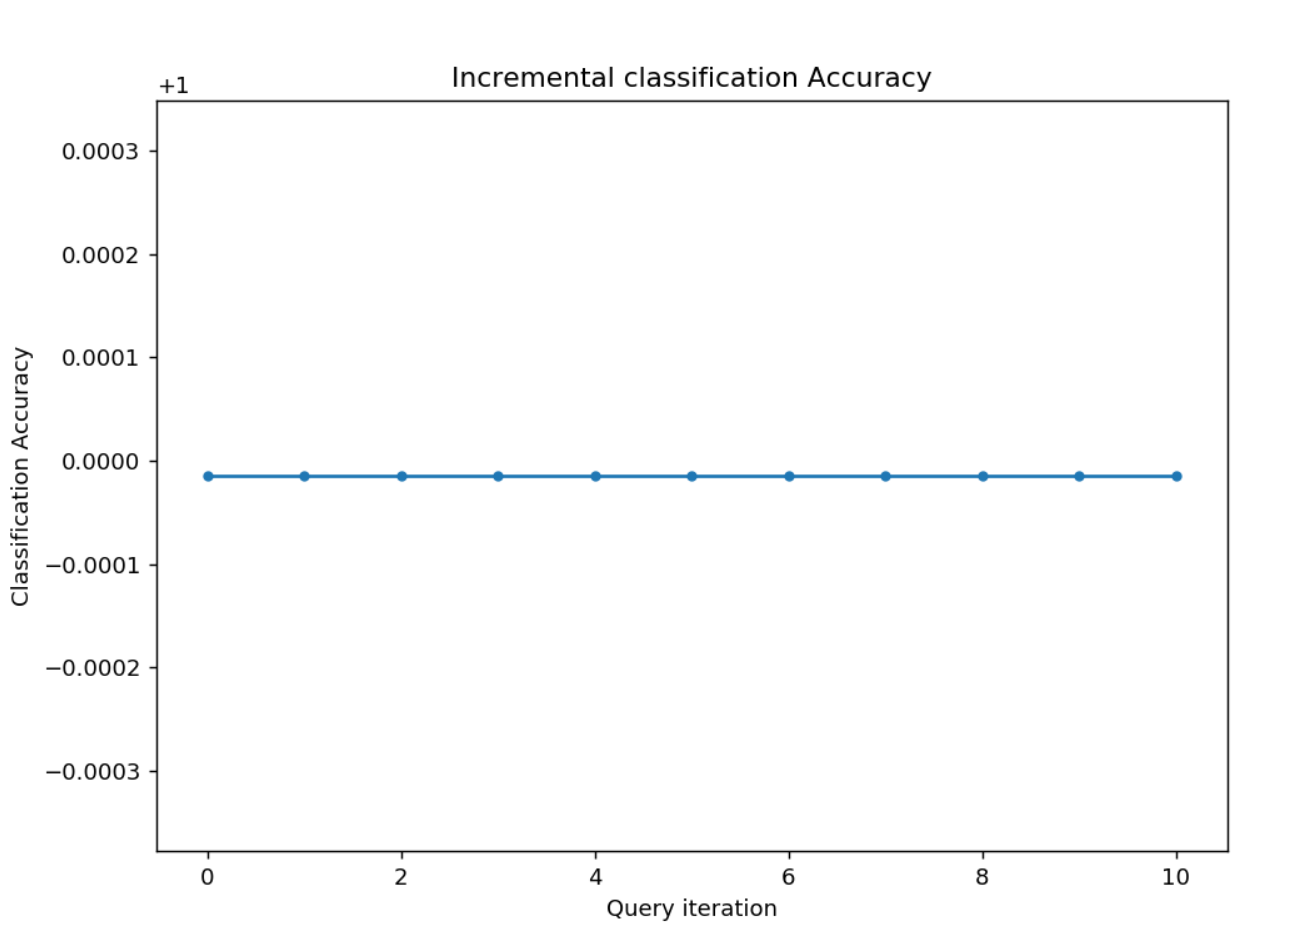 Incremental classification Accuracy
+1
0.0003
0.0002
0.0001
0.0000
−0.0001
−0.0002
−0.0003
Classification Accuracy
0 2 4 6 8 10
Query iteration